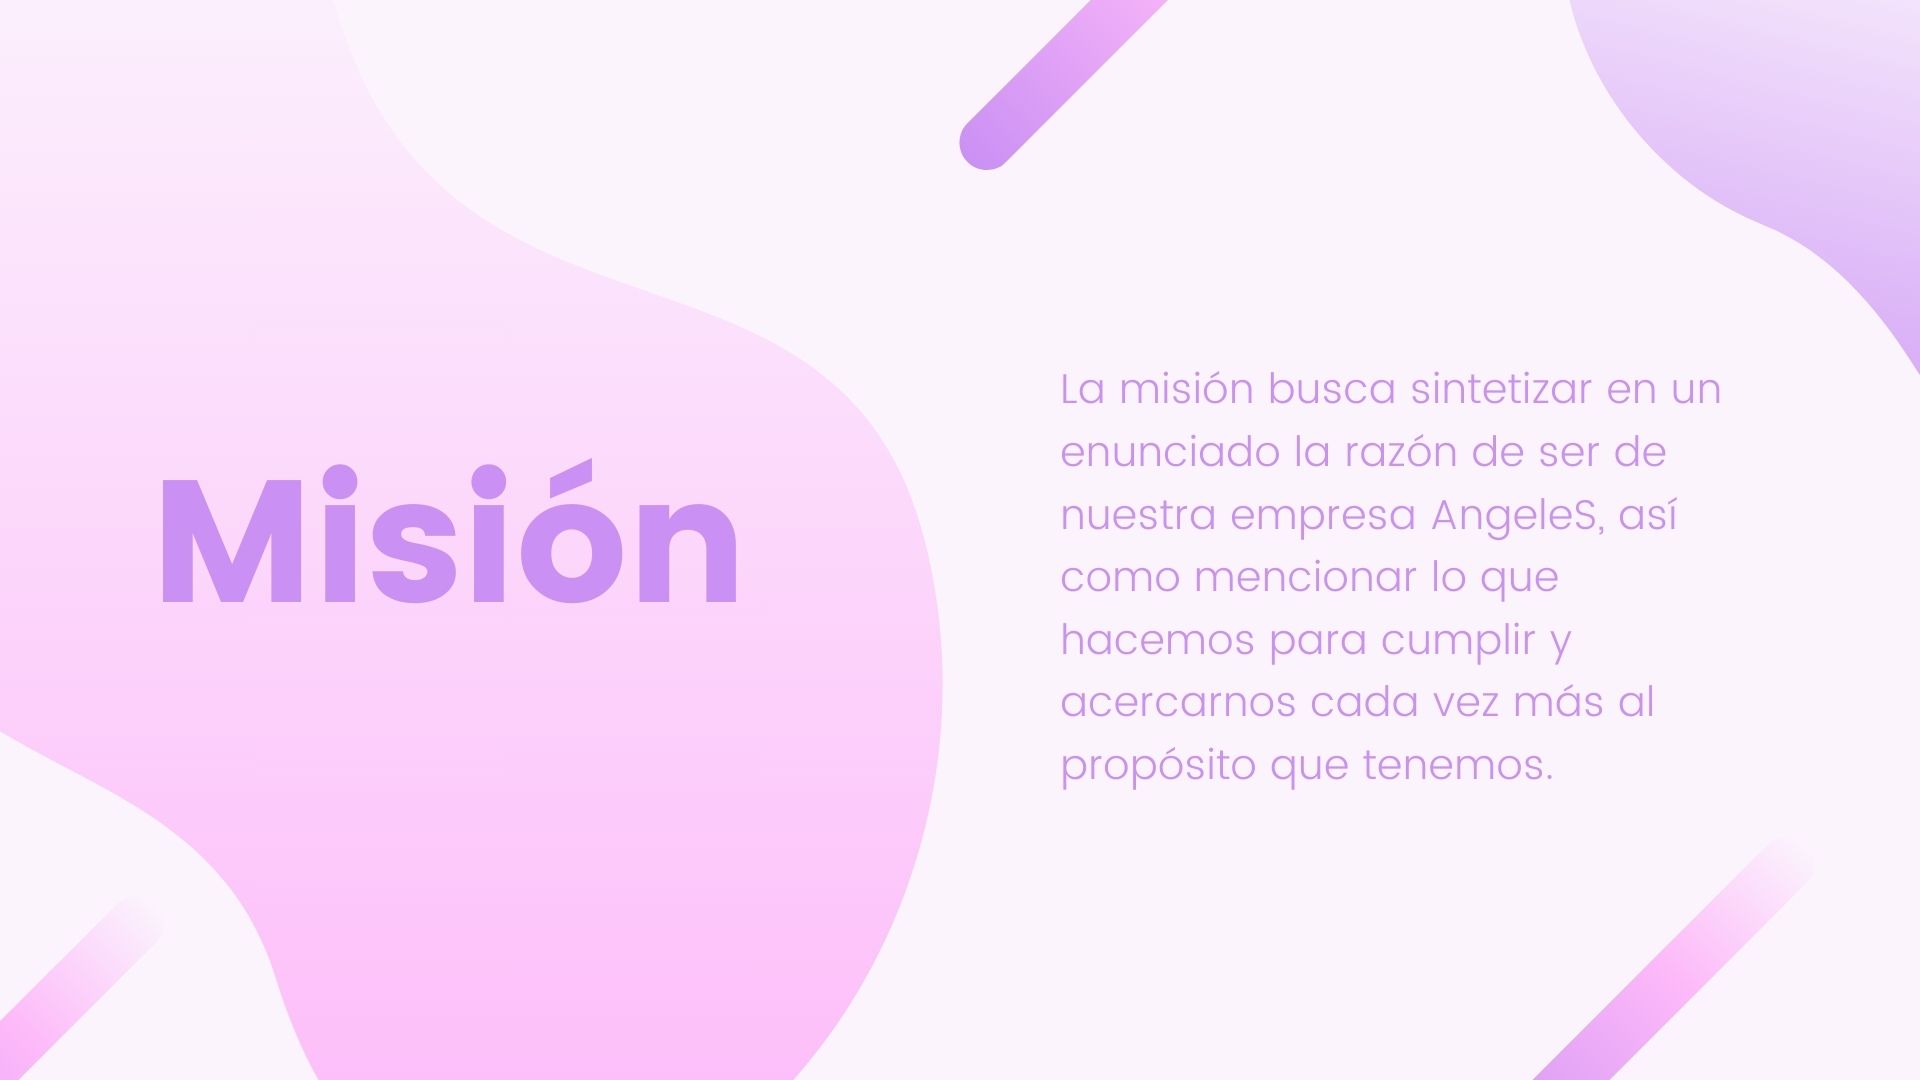 Misión
La misión busca sintetizar en un
enunciado la razón de ser de
nuestra empresa AngeleS, así
como mencionar lo que
hacemos para cumplir y
acercarnos cada vez más al
propósito que tenemos.